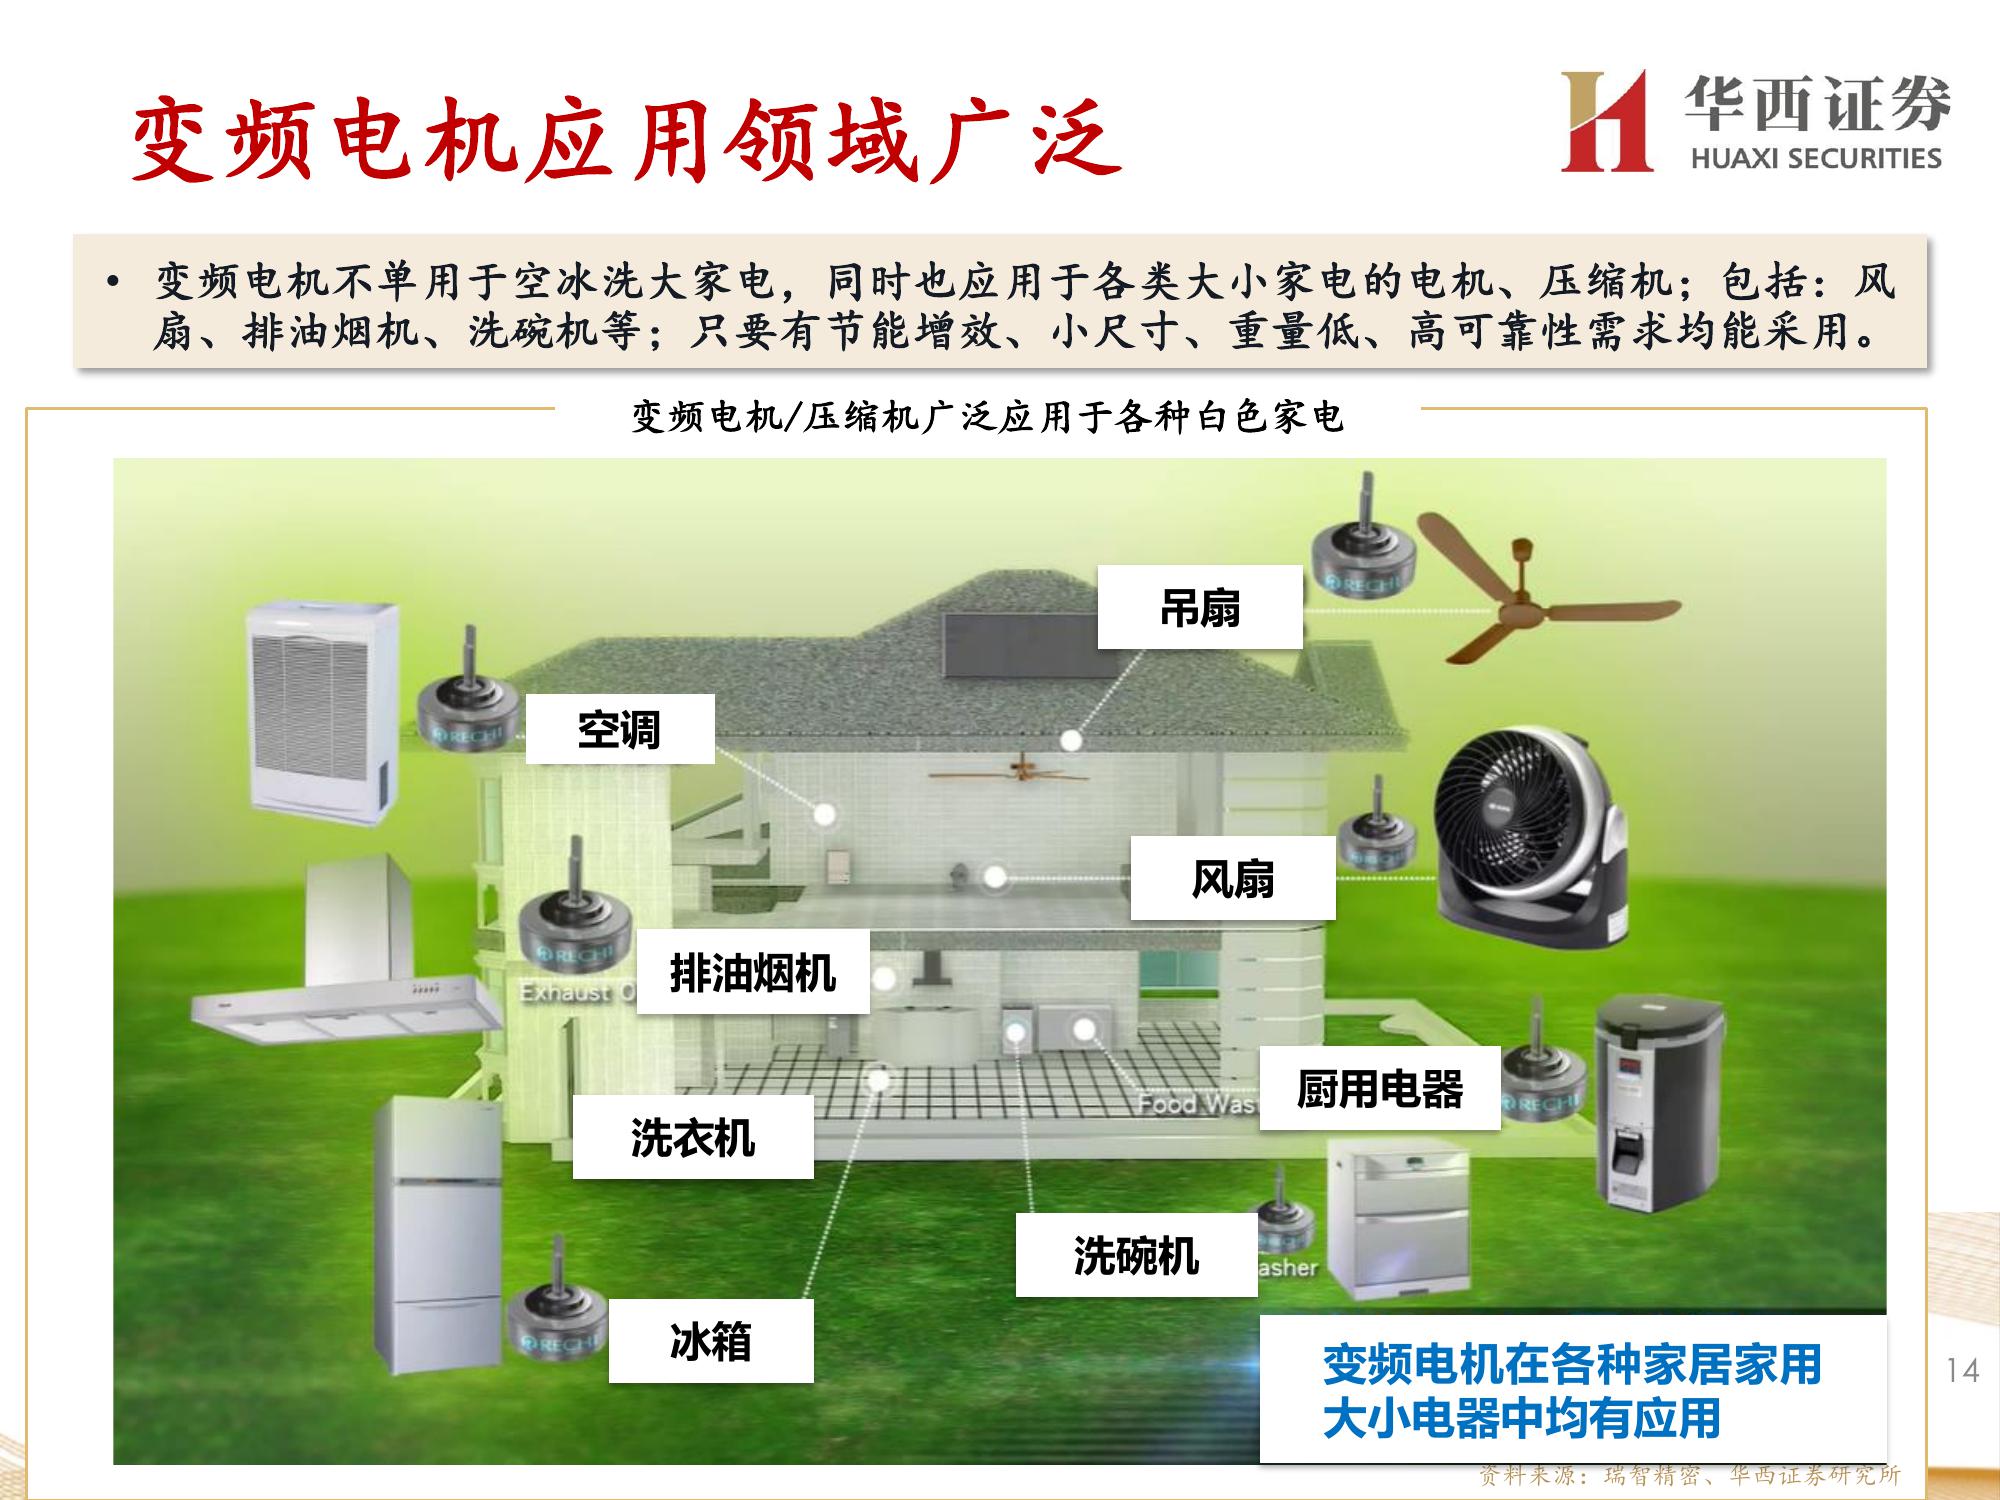 变频电机应用领域广泛
华西证券
HUAXI SECURITIES
• 变频电机不单用于空冰洗大家电，同时也应用于各类大小家电的电机、压缩机；包括：风
扇、排油烟机、洗碗机等；只要有节能增效、小尺寸、重量低、高可靠性需求均能采用。
变频电机/压缩机广泛应用于各种白色家电
RECHI
吊扇
空调
RECHI
风扇
RECHI
排油烟机
Exhaust O
厨用电器
RECHI
Food Was
洗衣机
洗碗机
asher
冰箱
RECHI
变频电机在各种家居家用
大小电器中均有应用
14
资料来源：瑞智精密、华西证券研究所